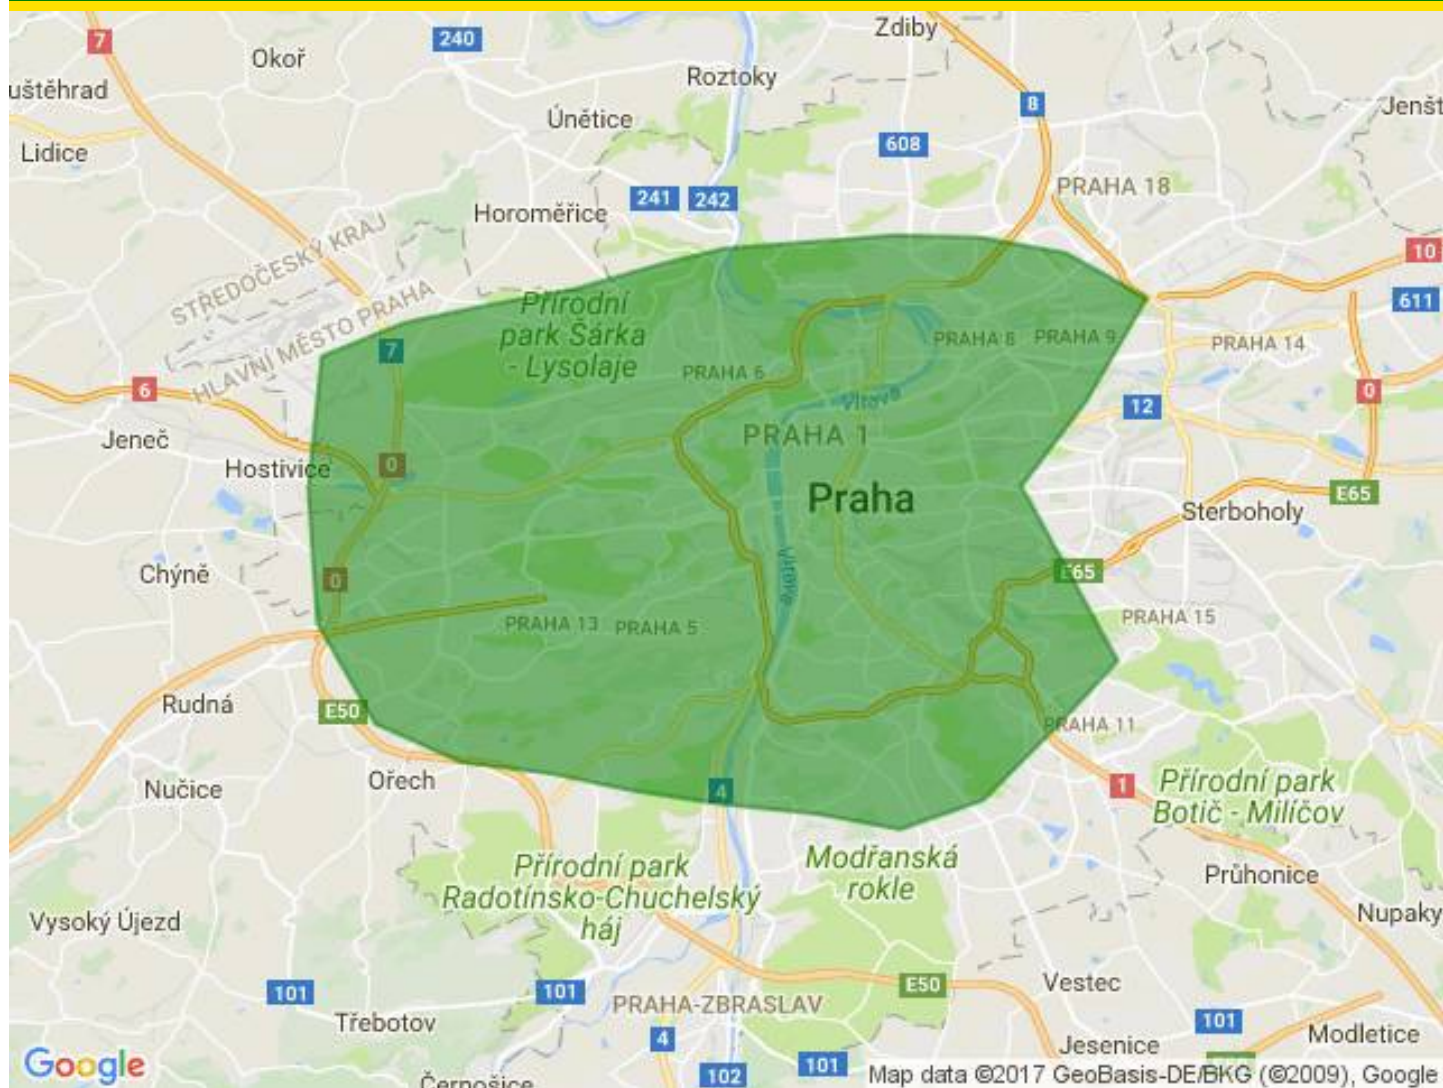 Zdiby
7
240
Okoř
Roztoky
uštěhrad
8
Jenšt
Únětice
608
Lidice
PRAHA 18
241
242
Horoměřice
STŘEDOČESKÝ KRAJ
10
HLAVNÍ MĚSTO PRAHA
Přírodní
park Šárka
- Lysolaje
611
PRAHA 8
PRAHA 9
PRAHA 14
7
PRAHA 6
6
0
Vltava
12
Jeneč
PRAHA 1
Hostivice
0
Praha
E65
Sterboholy
Chýně
0
Vltava
E65
PRAHA 13
PRAHA 5
PRAHA 15
Rudná
E50
PRAHA 11
Ořech
Nučice
4
1
Přírodní park
Botič - Milíčov
Přírodní park
Radotínsko-Chuchelský
háj
Modřanská
rokle
Průhonice
Vysoký Újezd
Nupaky
E50
Vestec
101
101
PRAHA-ZBRASLAV
Třebotov
101
Modletice
4
Jesenice
Google
101
102
Černošice
Map data ©2017 GeoBasis-DE/BKG (©2009), Google